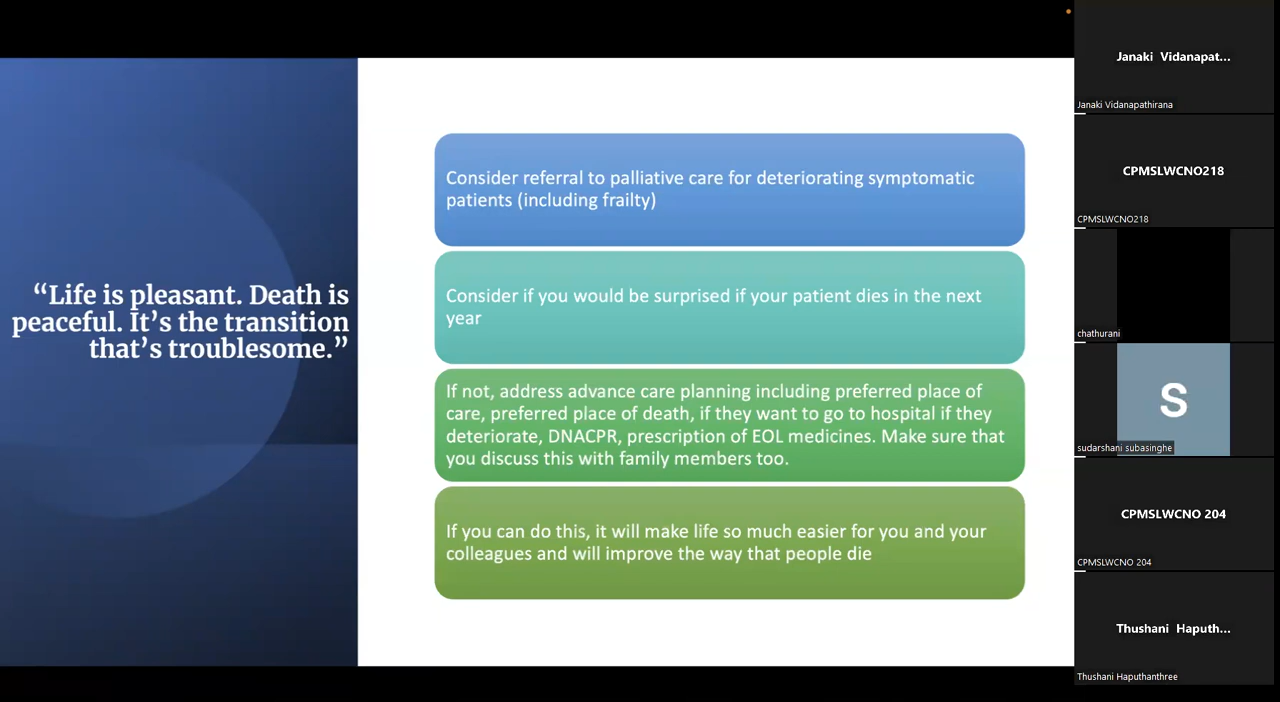 “Life is pleasant. Death is
peaceful. It’s the transition
that’s troublesome.”
Consider referral to palliative care for deteriorating symptomatic
patients (including frailty)
Consider if you would be surprised if your patient dies in the next
year
If not, address advance care planning including preferred place of
care, preferred place of death, if they want to go to hospital if they
deteriorate, DNACPR, prescription of EOL medicines. Make sure that
you discuss this with family members too.
If you can do this, it will make life so much easier for you and your
colleagues and will improve the way that people die
Janaki Vidanapat...
Janaki Vidanapathirana
CPMSLWCNO218
CPMSLWCNO218
chathurani
S
sudarshani subasinghe
CPMSLWCNO 204
CPMSLWCNO 204
Thushani Haputh...
Thushani Haputhanthree